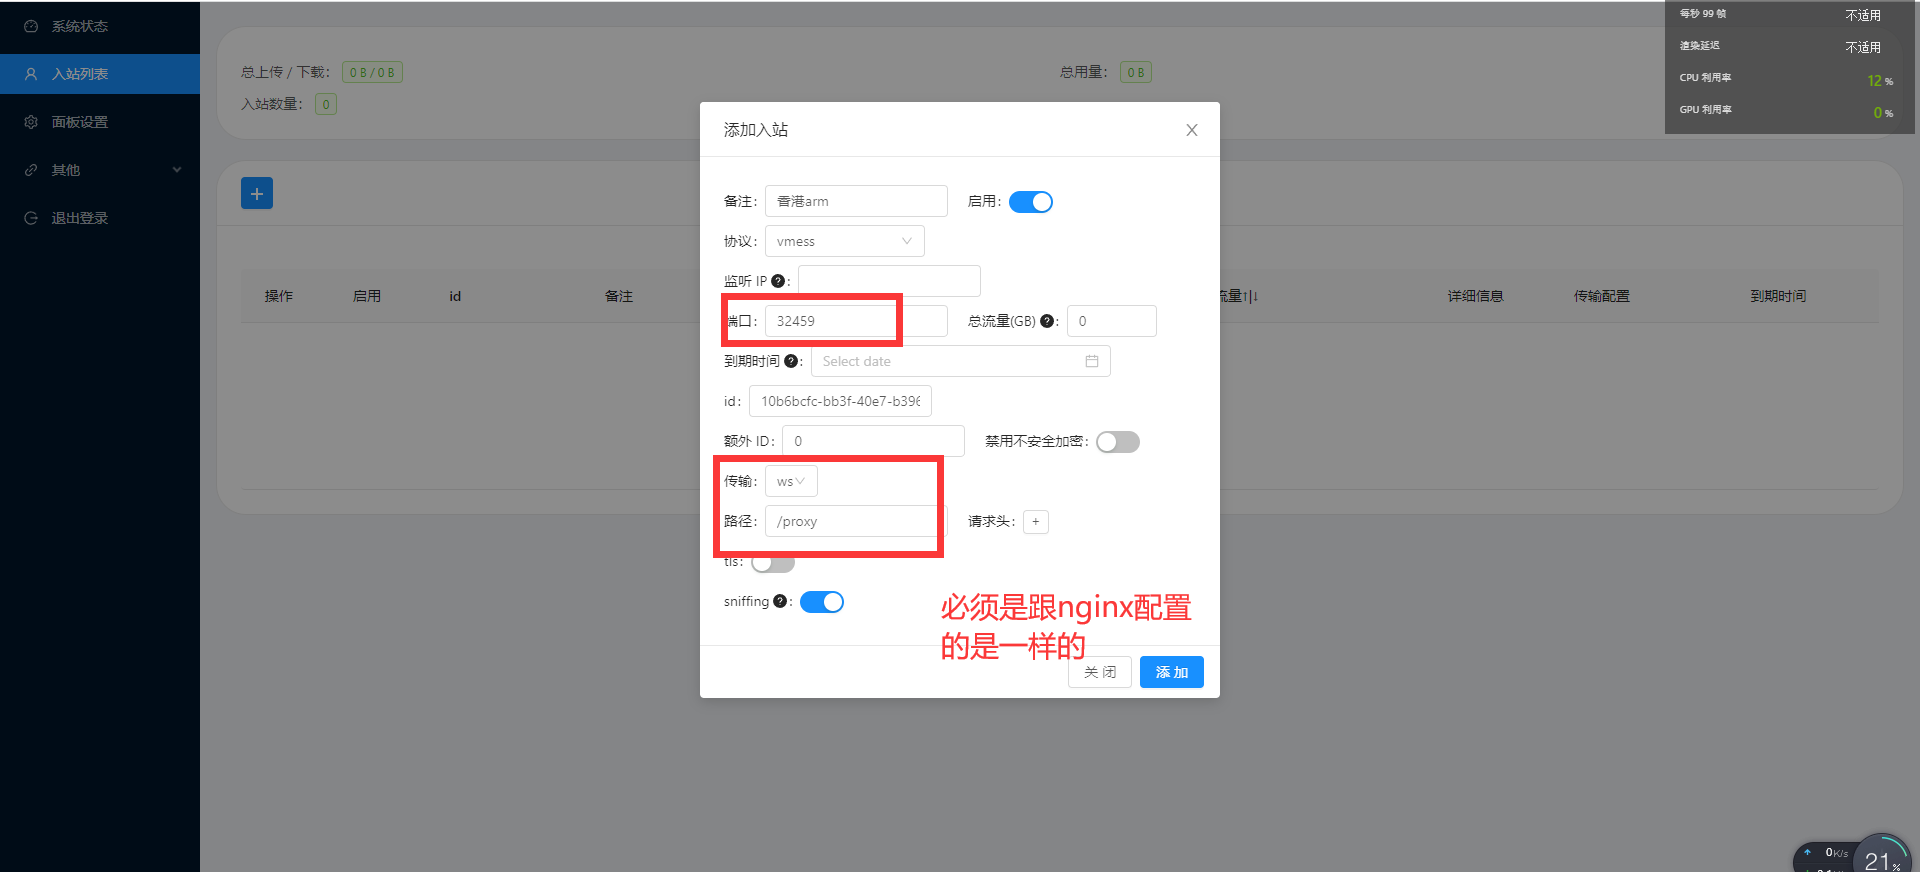 系统状态
入站列表
面板设置
其他
退出登录
总上传 / 下载： 0 B / 0 B
总用量： 0 B
入站数量： 0
每秒 99 帧 不适用
渲染延迟 不适用
CPU 利用率 12 %
GPU 利用率 0 %
+
操作 启用 id 备注 流量↑|↓ 详细信息 传输配置 到期时间
添加入站
备注： 香港arm 启用：
协议： vmess
监听 IP ? :
端口： 32459 总流量(GB) ? : 0
到期时间 ? : Select date
id： 10b6bcfc-bb3f-40e7-b396
额外 ID： 0 禁用不安全加密：
传输： ws
路径： /proxy 请求头： +
tls：
sniffing ? :
必须是跟nginx配置
的是一样的
关 闭 添 加
0K/s
21%